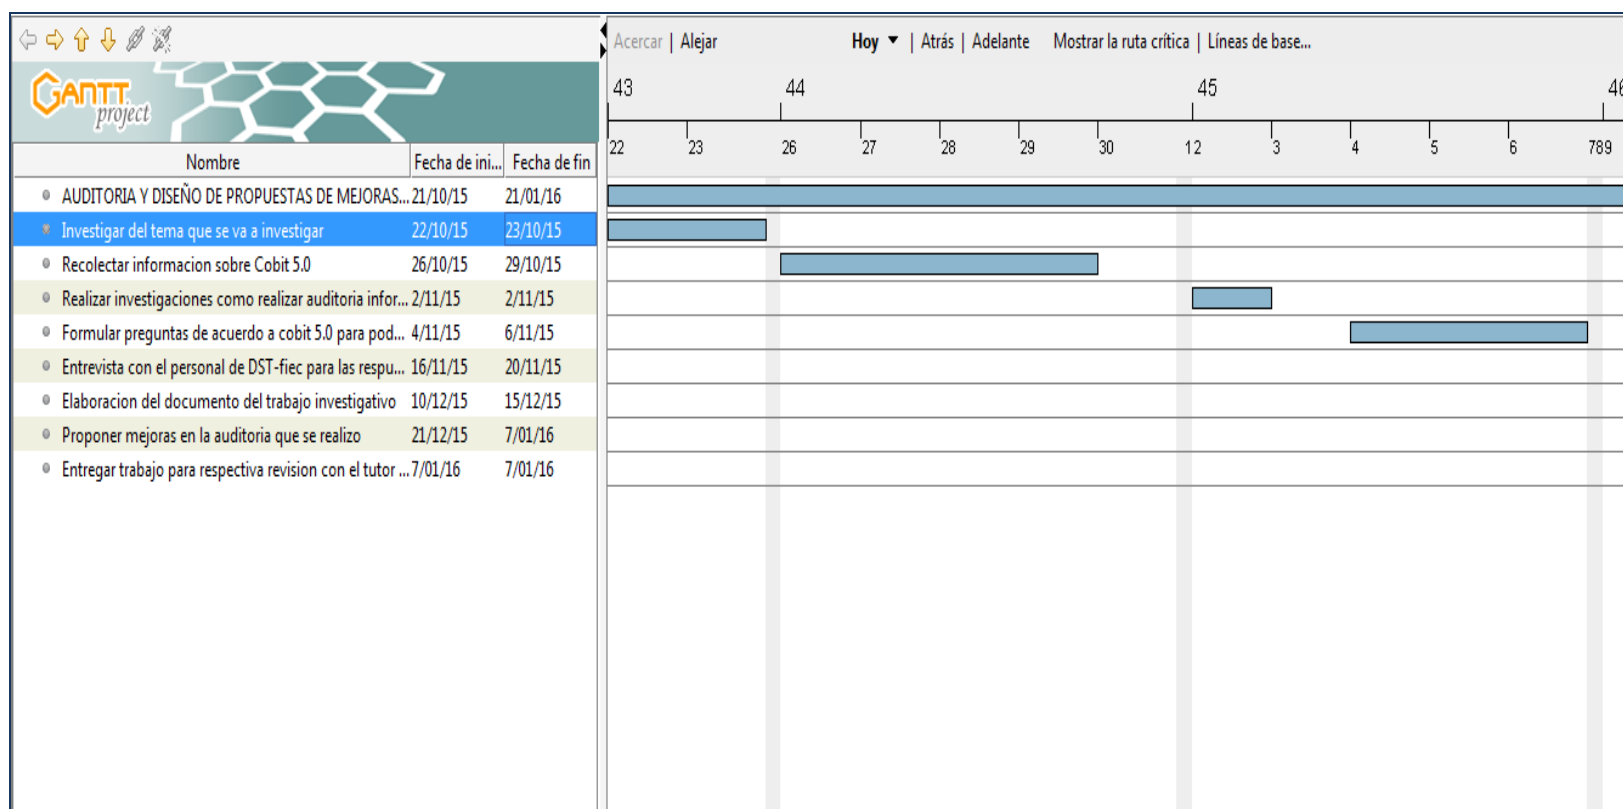 Acercar | Alejar Hoy ▼ | Atrás | Adelante Mostrar la ruta crítica | Líneas de base...
GANTT
project
43 44 45 46
22 23 26 27 28 29 30 12 3 4 5 6 789
Nombre Fecha de ini... Fecha de fin
AUDITORIA Y DISEÑO DE PROPUESTAS DE MEJORAS... 21/10/15 21/01/16
Investigar del tema que se va a investigar 22/10/15 23/10/15
Recolectar informacion sobre Cobit 5.0 26/10/15 29/10/15
Realizar investigaciones como realizar auditoria infor... 2/11/15 2/11/15
Formular preguntas de acuerdo a cobit 5.0 para pod... 4/11/15 6/11/15
Entrevista con el personal de DST-fiec para las respu... 16/11/15 20/11/15
Elaboracion del documento del trabajo investigativo 10/12/15 15/12/15
Proponer mejoras en la auditoria que se realizo 21/12/15 7/01/16
Entregar trabajo para respectiva revision con el tutor ... 7/01/16 7/01/16